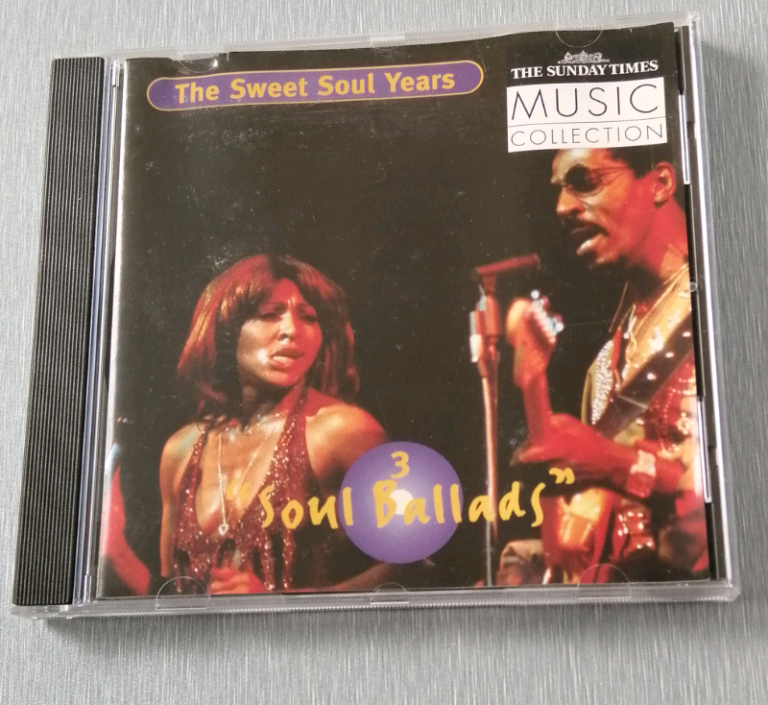 The Sweet Soul Years
THE SUNDAY TIMES
MUSIC
COLLECTION
3
"Soul Ballads"